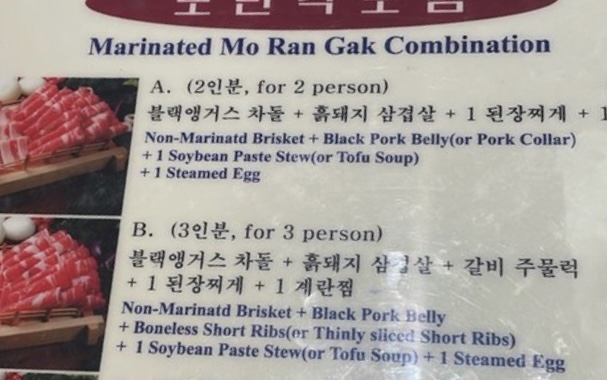 Marinated Mo Ran Gak Combination
A. (2인분, for 2 person)
블랙앵거스 차돌 + 흙돼지 삼겹살 + 1 된장찌게 + 1
Non-Marinatd Brisket + Black Pork Belly(or Pork Collar)
+ 1 Soybean Paste Stew(or Tofu Soup)
+ 1 Steamed Egg
B. (3인분, for 3 person)
블랙앵거스 차돌 + 흙돼지 삼겹살 + 갈비 주물럭
+ 1 된장찌게 + 1 계란찜
Non-Marinatd Brisket + Black Pork Belly
+ Boneless Short Ribs(or Thinly sliced Short Ribs)
+ 1 Soybean Paste Stew(or Tofu Soup) + 1 Steamed Egg